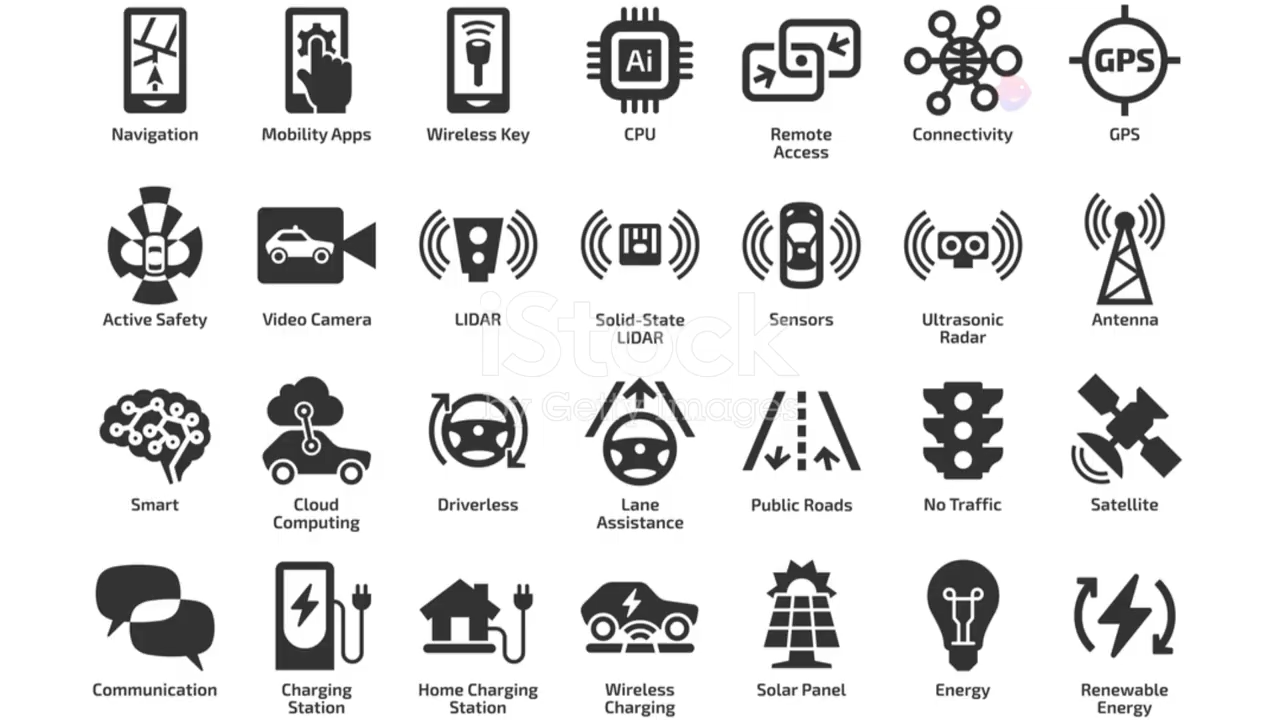 Navigation
Mobility Apps
Wireless Key
Ai
CPU
Remote
Access
Connectivity
GPS
GPS
Active Safety
Video Camera
LIDAR
Solid-State
LIDAR
Sensors
Ultrasonic
Radar
Antenna
iStock
by Getty Images
Smart
Cloud
Computing
Driverless
Lane
Assistance
Public Roads
No Traffic
Satellite
Communication
Charging
Station
Home Charging
Station
Wireless
Charging
Solar Panel
Energy
Renewable
Energy